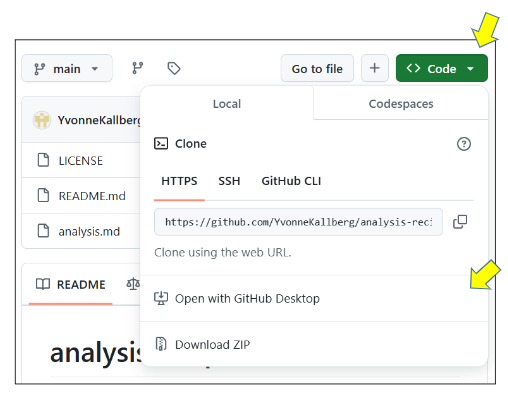 main
Go to file
+
<> Code
Local
Codespaces
YvonneKallberg
Clone
?
LICENSE
HTTPS
SSH
GitHub CLI
README.md
https://github.com/YvonneKallberg/analysis-reci
analysis.md
Clone using the web URL.
README
Open with GitHub Desktop
Download ZIP
analysis